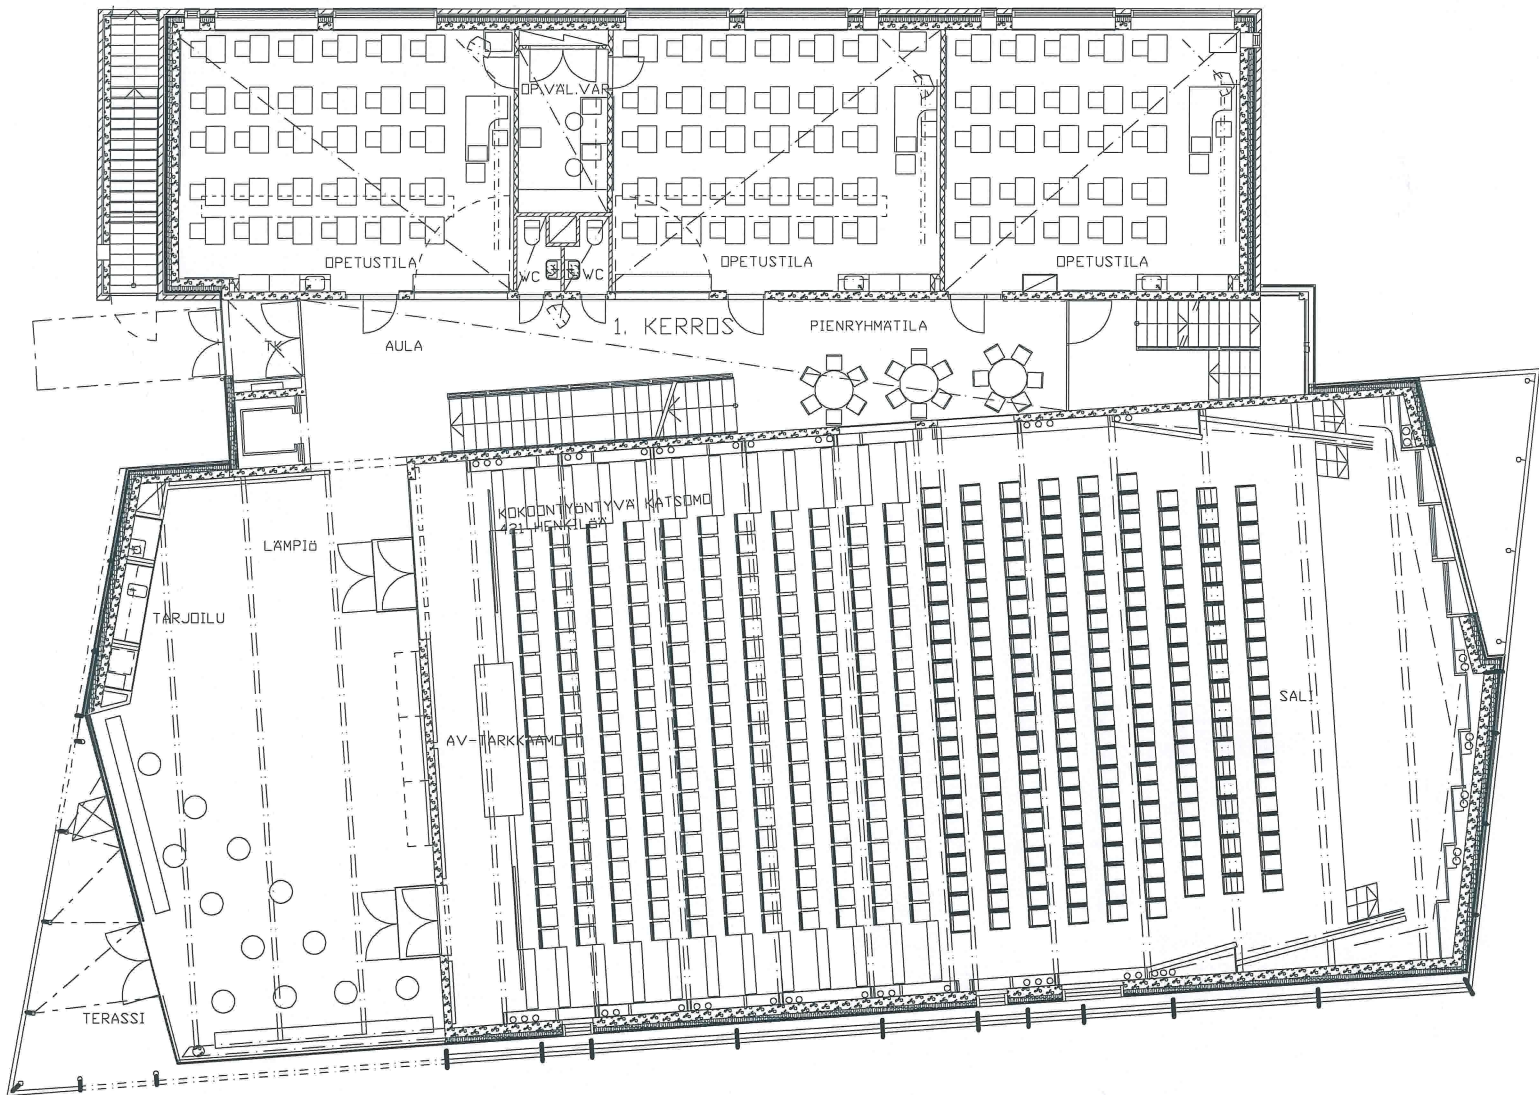 OP.VÄL.VAR
OPETUSTILA
OPETUSTILA
OPETUSTILA
WC
WC
1. KERROS
PIENRYHMÄTILA
TK
AULA
KOKOONTYÖNTYVÄ KATSOMO
421 HENKILÖÄ
LÄMPIÖ
TARJOILU
SALI
AV-TARKKAAMO
TERASSI